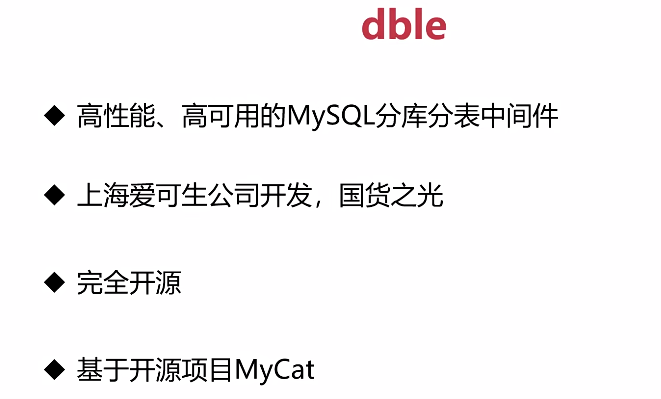 dble
◆ 高性能、高可用的MySQL分库分表中间件
◆ 上海爱可生公司开发，国货之光
◆ 完全开源
◆ 基于开源项目MyCat